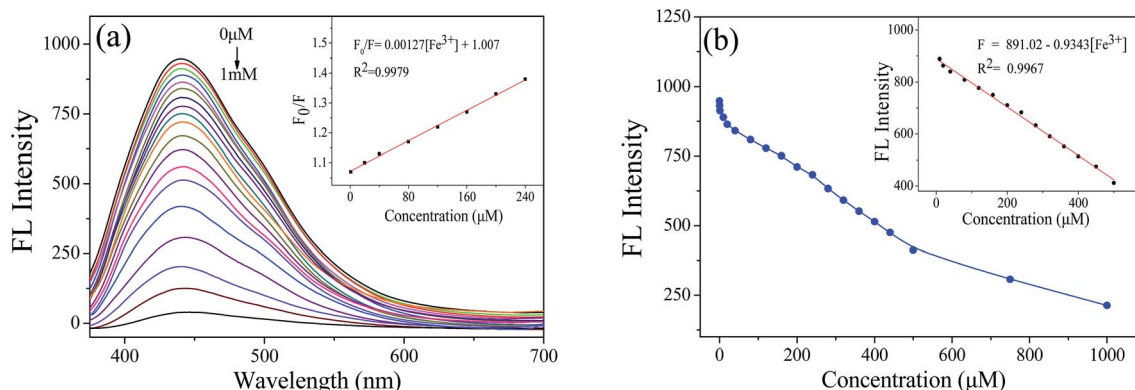 (a)
0μM
1mM
F0/F= 0.00127[Fe3+] + 1.007
R2=0.9979
1.5
1.4
1.3
1.2
1.1
F0/F
0 40 80 120 160 200 240
Concentration (μM)
1000
750
500
250
0
FL Intensity
400 500 600 700
Wavelength (nm)
(b)
F = 891.02 - 0.9343[Fe3+]
R2= 0.9967
1000
800
600
400
FL Intensity
0 200 400
Concentration (μM)
1250
1000
750
500
250
FL Intensity
0 200 400 600 800 1000
Concentration (μM)